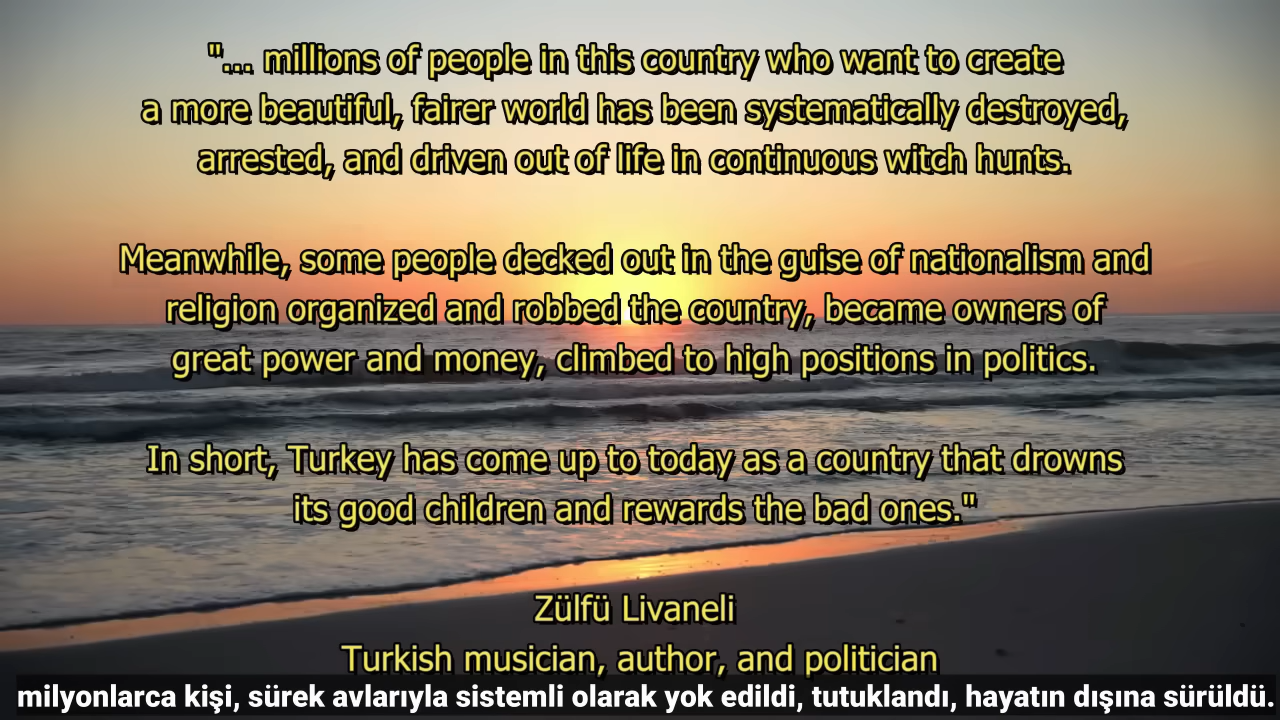 "... millions of people in this country who want to create
a more beautiful, fairer world has been systematically destroyed,
arrested, and driven out of life in continuous witch hunts.
Meanwhile, some people decked out in the guise of nationalism and
religion organized and robbed the country, became owners of
great power and money, climbed to high positions in politics.
In short, Turkey has come up to today as a country that drowns
its good children and rewards the bad ones."
Zülfü Livaneli
Turkish musician, author, and politician
milyonlarca kişi, sürek avlarıyla sistemli olarak yok edildi, tutuklandı, hayatın dışına sürüldü.